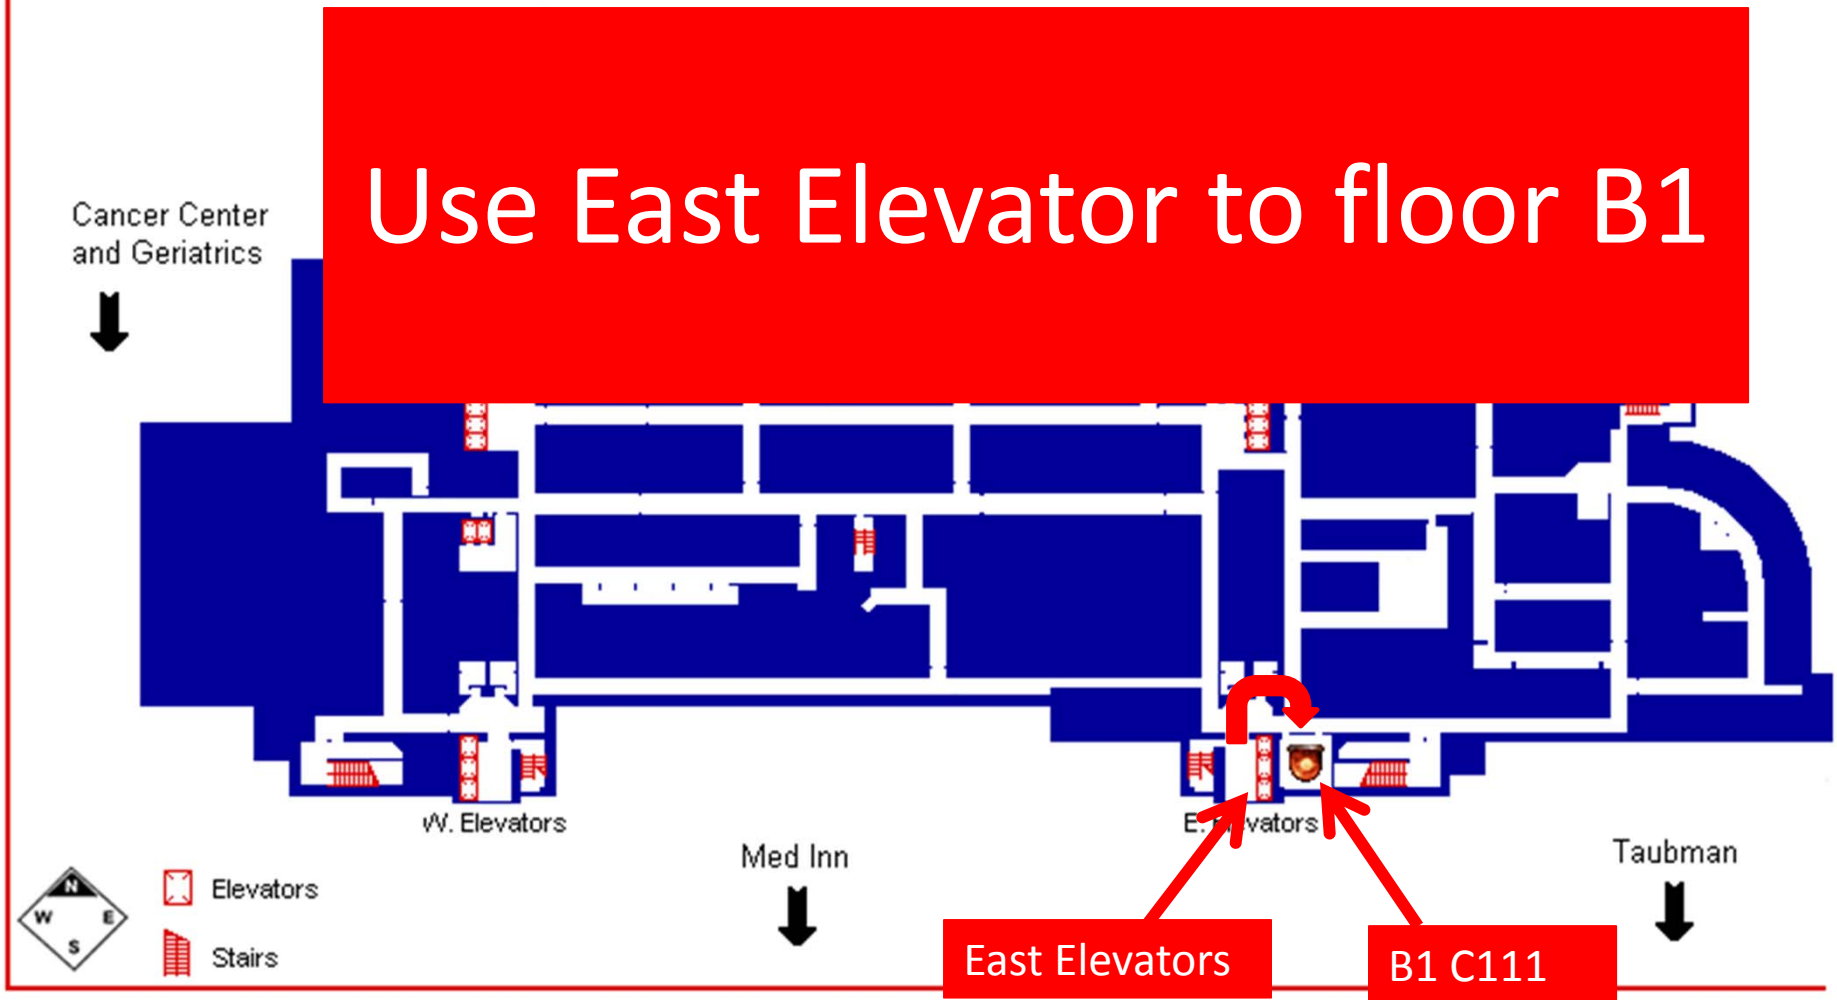 Use East Elevator to floor B1
Cancer Center
and Geriatrics
W. Elevators
E. Elevators
Med Inn
Taubman
N
W E
S
Elevators
Stairs
East Elevators
B1 C111